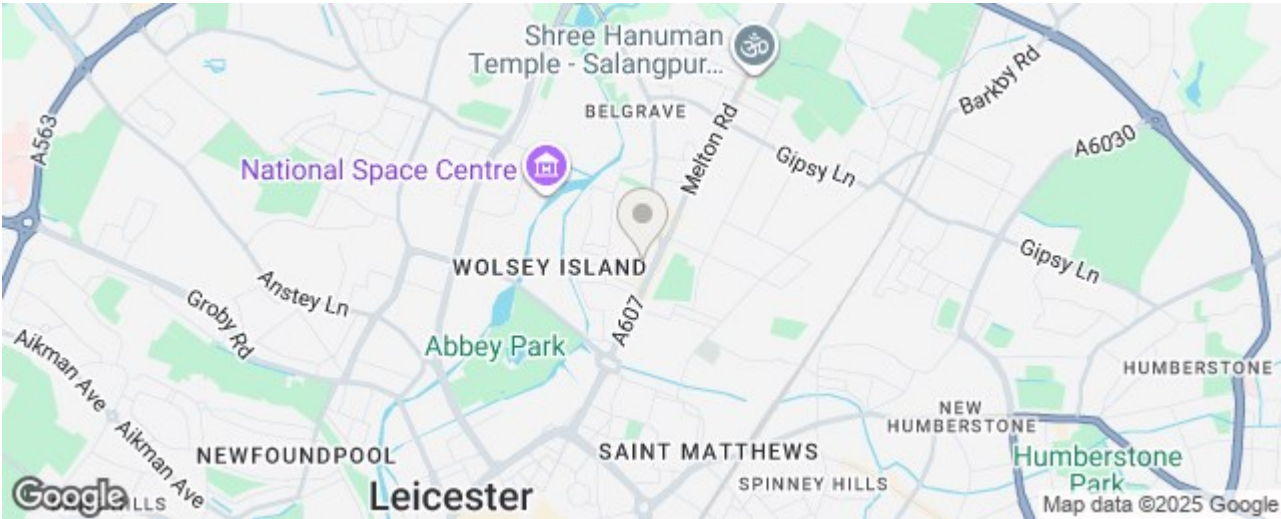 Shree Hanuman
Temple - Salangpur...
BELGRAVE
Barkby Rd
A563
A6030
National Space Centre
Melton Rd
Gipsy Ln
WOLSEY ISLAND
Gipsy Ln
Anstey Ln
Groby Rd
A607
Abbey Park
Aikman Ave
HUMBERSTONE
NEW
HUMBERSTONE
Aikman Ave
NEWFOUNDPOOL
SAINT MATTHEWS
Humberstone
Park
SPINNEY HILLS
Google
HILLS
Leicester
Map data ©2025 Google